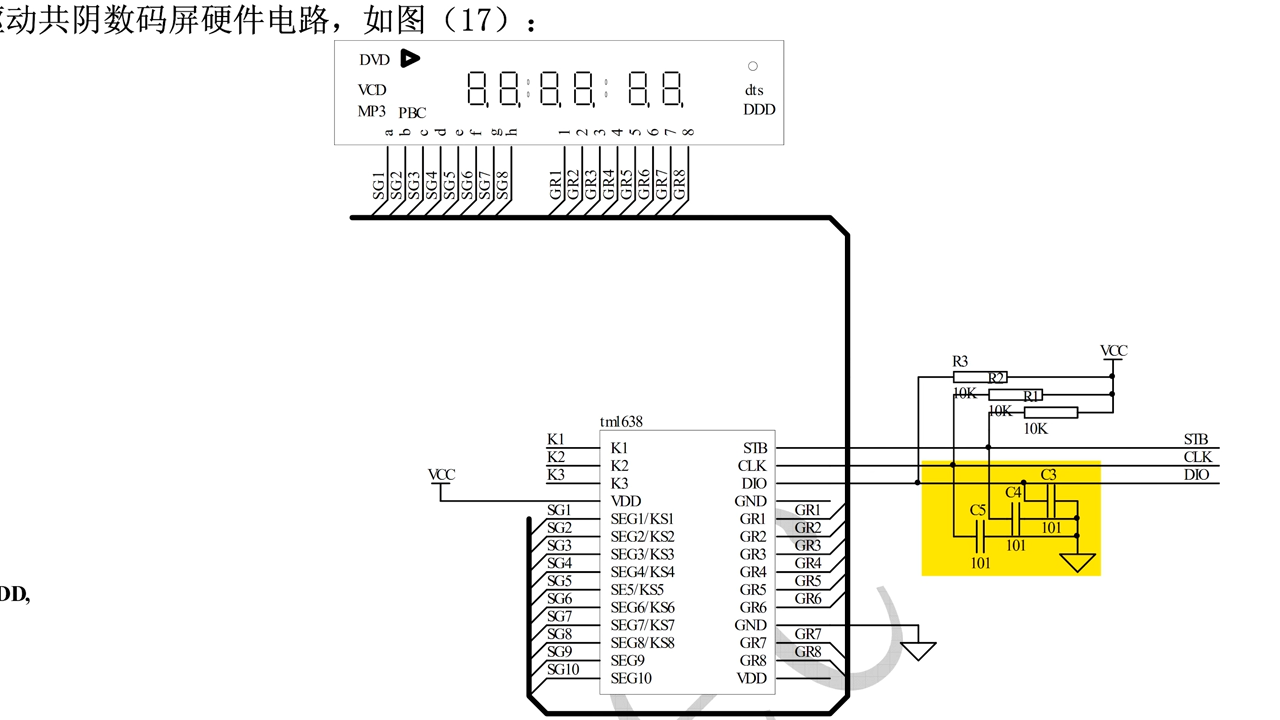 动共阴数码屏硬件电路，如图（17）：
DVD
VCD
MP3 PBC
dts
DDD
a b c d e f g h 1 2 3 4 5 6 7 8
SG1 SG2 SG3 SG4 SG5 SG6 SG7 SG8 GR1 GR2 GR3 GR4 GR5 GR6 GR7 GR8
VCC
R3
R2
10K R1
10K
10K
tm1638
K1 K1 STB STB
K2 K2 CLK CLK
K3 K3 DIO DIO
VCC VDD GND
SG1 SEG1/KS1 GR1 GR1
SG2 SEG2/KS2 GR2 GR2
SG3 SEG3/KS3 GR3 GR3
SG4 SEG4/KS4 GR4 GR4
SG5 SE5/KS5 GR5 GR5
SG6 SEG6/KS6 GR6 GR6
SG7 SEG7/KS7 GND
SG8 SEG8/KS8 GR7 GR7
SG9 SEG9 GR8 GR8
SG10 SEG10 VDD
C3
C4
C5
101
101
101
DD,